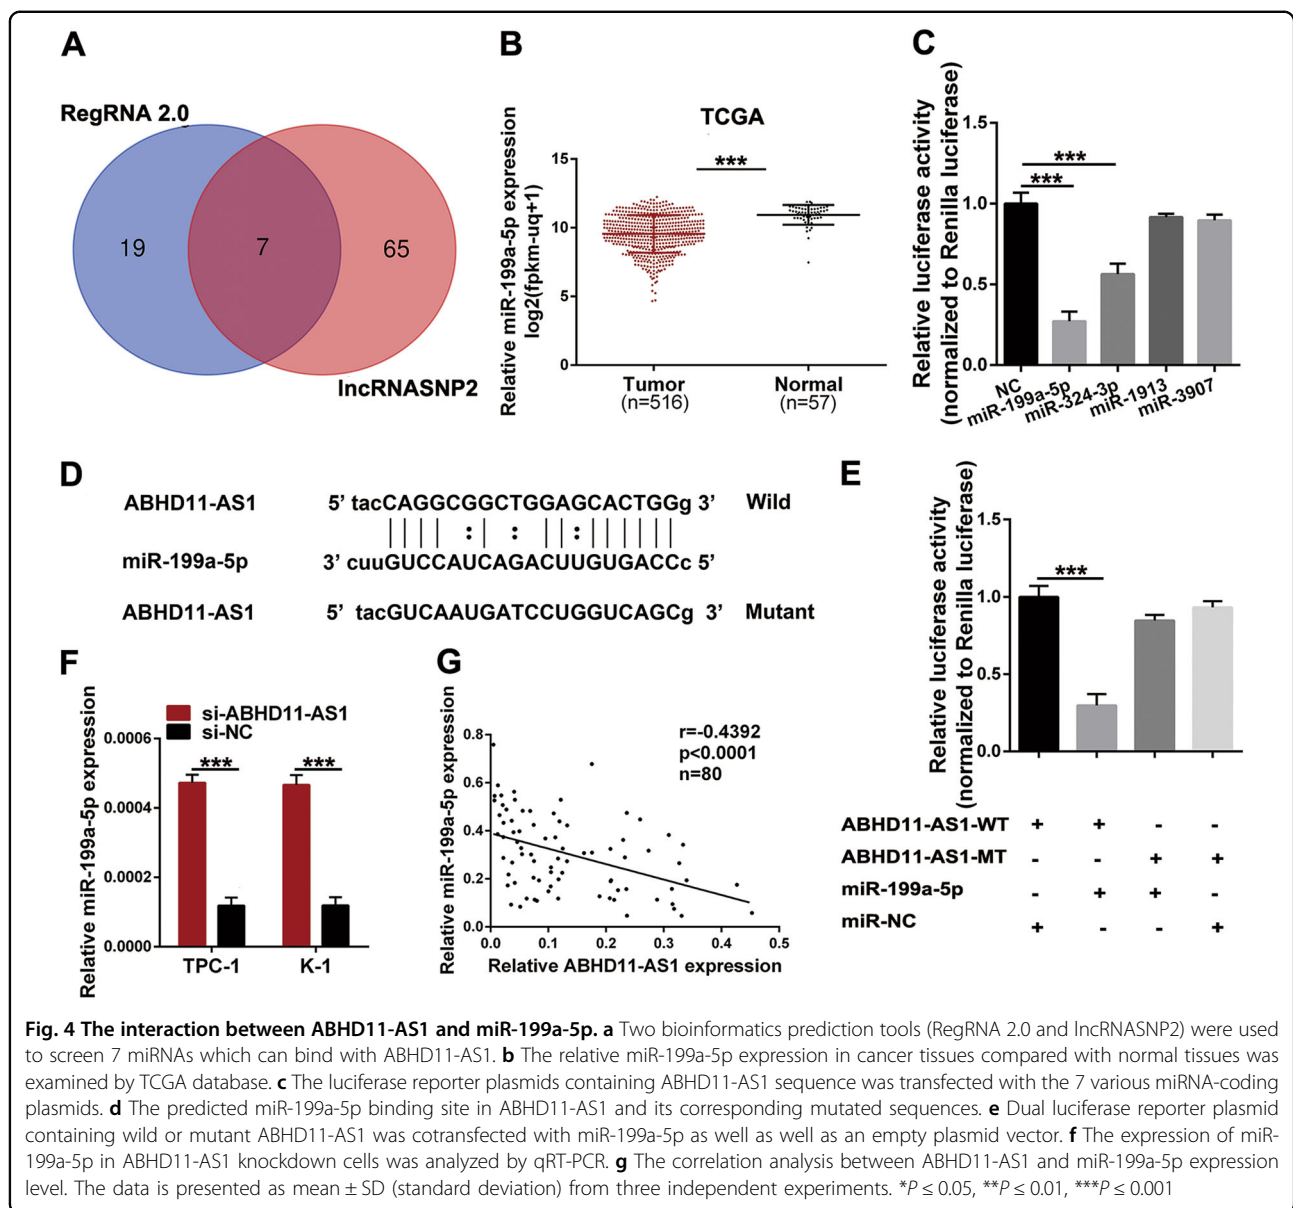 A
RegRNA 2.0
19
7
65
lncRNASNP2
B
TCGA
Relative miR-199a-5p expression
log2(fpkm-uq+1)
15
10
5
0
***
Tumor
(n=516)
Normal
(n=57)
C
Relative luciferase activity
(normalized to Renilla luciferase)
1.5
1.0
0.5
0.0
***
***
NC
miR-199a-5p
miR-324-3p
miR-1913
miR-3907
D
ABHD11-AS1 5’ tacCAGGCGGCTGGAGCACTGGg 3’ Wild
miR-199a-5p 3’ cuuGUCCAUCAGACUUGUGACCc 5’
ABHD11-AS1 5’ tacGUCAAUGATCCUGGUCAGCg 3’ Mutant
E
Relative luciferase activity
(normalized to Renilla luciferase)
1.5
1.0
0.5
0.0
***
ABHD11-AS1-WT + + - -
ABHD11-AS1-MT - - + +
miR-199a-5p - + + -
miR-NC + - - +
F
Relative miR-199a-5p expression
si-ABHD11-AS1
si-NC
0.0006
0.0004
0.0002
0.0000
***
***
TPC-1
K-1
G
Relative miR-199a-5p expression
0.8
0.6
0.4
0.2
0.0
r=-0.4392
p<0.0001
n=80
0.0 0.1 0.2 0.3 0.4 0.5
Relative ABHD11-AS1 expression
Fig. 4 The interaction between ABHD11-AS1 and miR-199a-5p. a Two bioinformatics prediction tools (RegRNA 2.0 and lncRNASNP2) were used
to screen 7 miRNAs which can bind with ABHD11-AS1. b The relative miR-199a-5p expression in cancer tissues compared with normal tissues was
examined by TCGA database. c The luciferase reporter plasmids containing ABHD11-AS1 sequence was transfected with the 7 various miRNA-coding
plasmids. d The predicted miR-199a-5p binding site in ABHD11-AS1 and its corresponding mutated sequences. e Dual luciferase reporter plasmid
containing wild or mutant ABHD11-AS1 was cotransfected with miR-199a-5p as well as well as an empty plasmid vector. f The expression of miR-
199a-5p in ABHD11-AS1 knockdown cells was analyzed by qRT-PCR. g The correlation analysis between ABHD11-AS1 and miR-199a-5p expression
level. The data is presented as mean ± SD (standard deviation) from three independent experiments. *P ≤ 0.05, **P ≤ 0.01, ***P ≤ 0.001